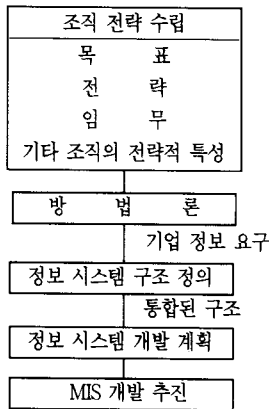 조직 전략 수립
목 표
전 략
임 무
기타 조직의 전략적 특성
방 법 론
기업 정보 요구
정보 시스템 구조 정의
통합된 구조
정보 시스템 개발 계획
MIS 개발 추진